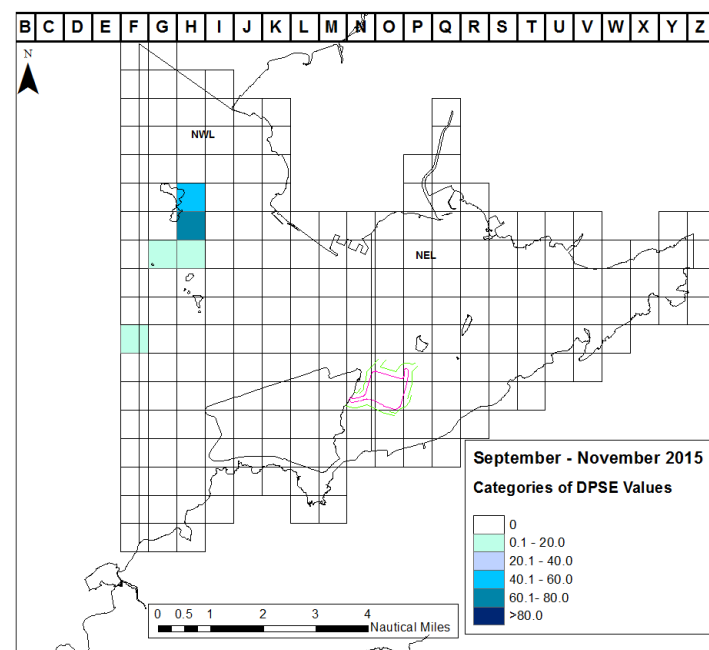 B C D E F G H I J K L M N O P Q R S T U V W X Y Z
N
NWL
NEL
September - November 2015
Categories of DPSE Values
0
0.1 - 20.0
20.1 - 40.0
40.1 - 60.0
60.1- 80.0
>80.0
0 0.5 1 2 3 4
Nautical Miles